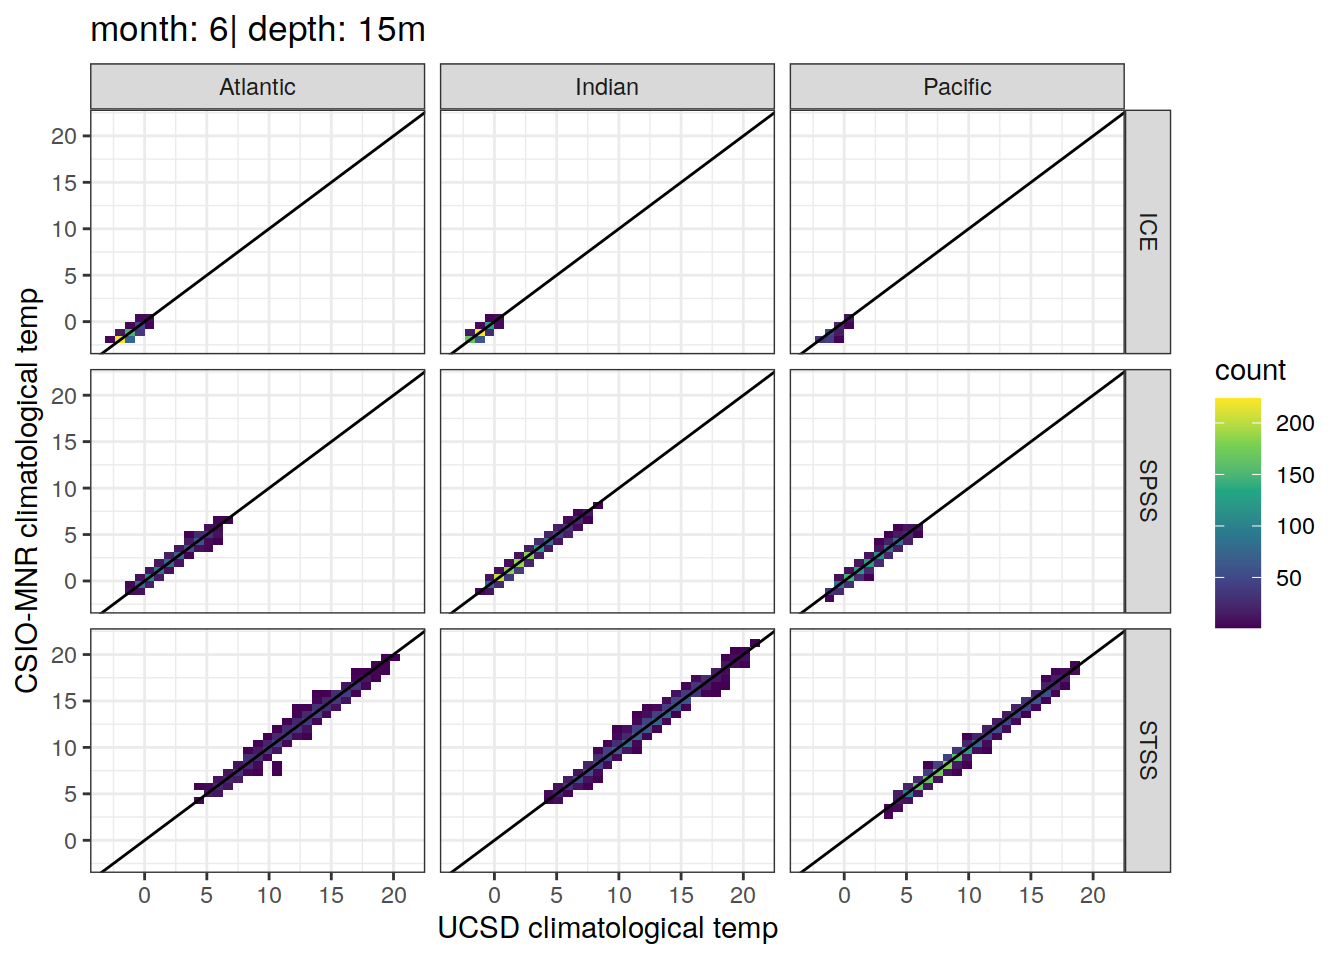 month: 6| depth: 15m
Atlantic
Indian
Pacific
20
15
10
5
0
ICE
20
15
10
5
0
SPSS
20
15
10
5
0
STSS
0 5 10 15 20
0 5 10 15 20
0 5 10 15 20
UCSD climatological temp
CSIO-MNR climatological temp
count
200
150
100
50